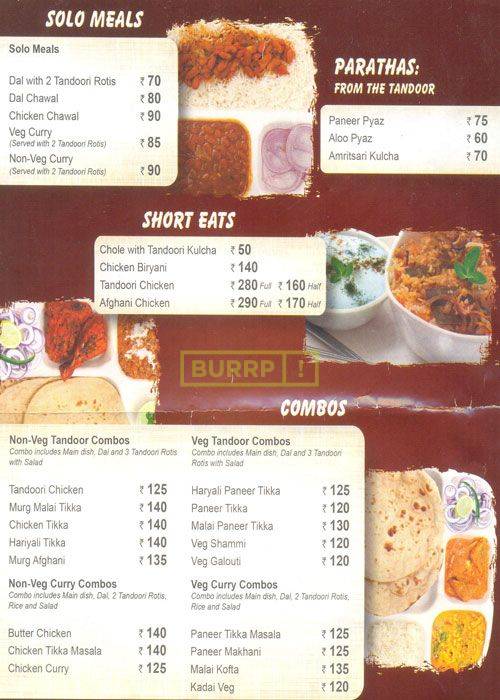 SOLO MEALS
Solo Meals
Dal with 2 Tandoori Rotis ₹ 70
Dal Chawal ₹ 80
Chicken Chawal ₹ 90
Veg Curry ₹ 85
(Served with 2 Tandoori Rotis)
Non-Veg Curry ₹ 90
(Served with 2 Tandoori Rotis)
PARATHAS:
FROM THE TANDOOR
Paneer Pyaz ₹ 75
Aloo Pyaz ₹ 60
Amritsari Kulcha ₹ 70
SHORT EATS
Chole with Tandoori Kulcha ₹ 50
Chicken Biryani ₹ 140
Tandoori Chicken ₹ 280 Full ₹ 160 Half
Afghani Chicken ₹ 290 Full ₹ 170 Half
BURRP !
COMBOS
Non-Veg Tandoor Combos
Combo includes Main dish, Dal and 3 Tandoori Rotis
with Salad
Tandoori Chicken ₹ 125
Murg Malai Tikka ₹ 140
Chicken Tikka ₹ 140
Hariyali Tikka ₹ 140
Murg Afghani ₹ 135
Non-Veg Curry Combos
Combo includes Main dish, Dal, 2 Tandoori Rotis,
Rice and Salad
Butter Chicken ₹ 140
Chicken Tikka Masala ₹ 140
Chicken Curry ₹ 125
Veg Tandoor Combos
Combo includes Main dish, Dal and 3 Tandoori
Rotis with Salad
Haryali Paneer Tikka ₹ 125
Paneer Tikka ₹ 120
Malai Paneer Tikka ₹ 130
Veg Shammi ₹ 120
Veg Galouti ₹ 120
Veg Curry Combos
Combo includes Main dish, Dal, 2 Tandoori Rotis,
Rice and Salad
Paneer Tikka Masala ₹ 125
Paneer Makhani ₹ 125
Malai Kofta ₹ 135
Kadai Veg ₹ 120